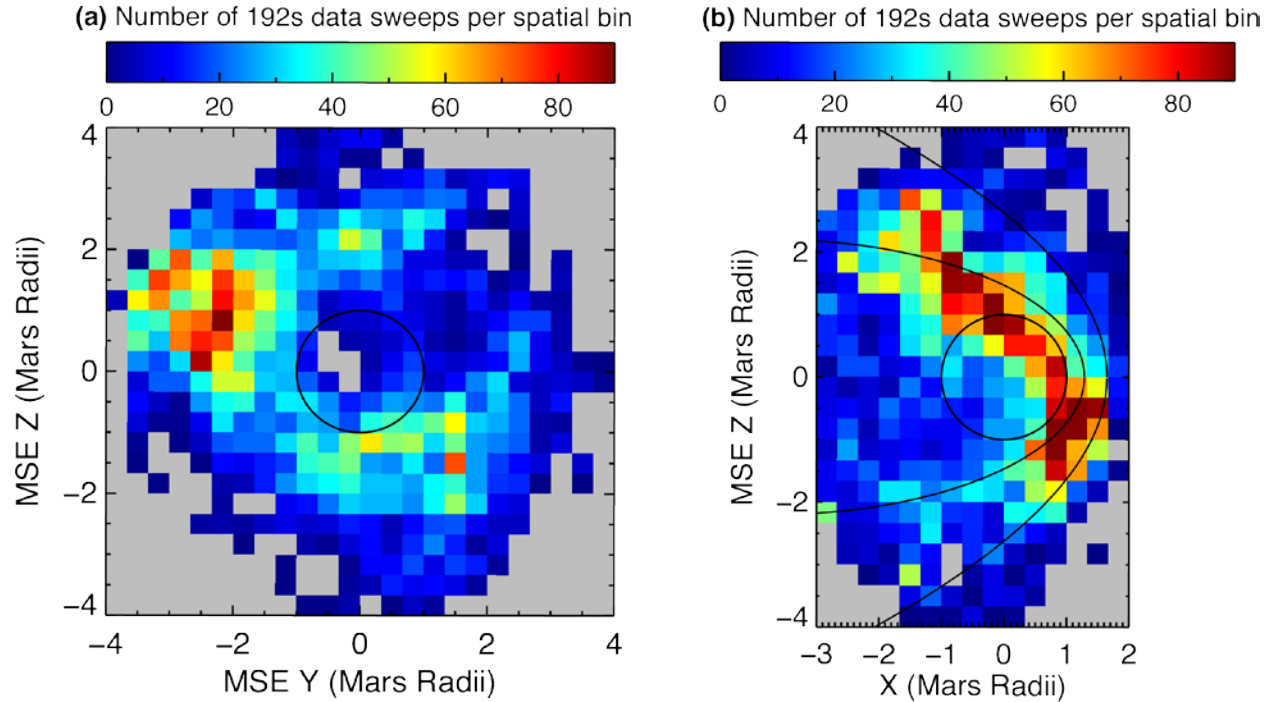 (a) Number of 192s data sweeps per spatial bin
0 20 40 60 80
4
2
0
−2
−4
MSE Z (Mars Radii)
−4 −2 0 2 4
MSE Y (Mars Radii)
(b) Number of 192s data sweeps per spatial bin
0 20 40 60 80
4
2
0
−2
−4
MSE Z (Mars Radii)
−3 −2 −1 0 1 2
X (Mars Radii)